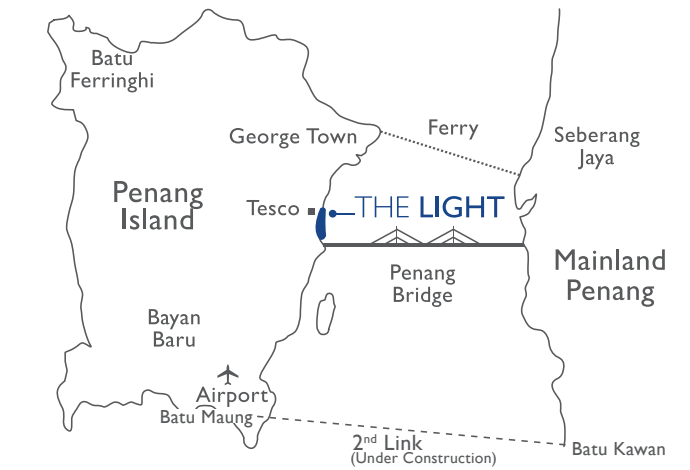 Batu
Ferringhi
George Town
Ferry
Seberang
Jaya
Penang
Island
Tesco
THE LIGHT
Mainland
Penang
Penang
Bridge
Bayan
Baru
Airport
Batu Maung
2nd Link
(Under Construction)
Batu Kawan